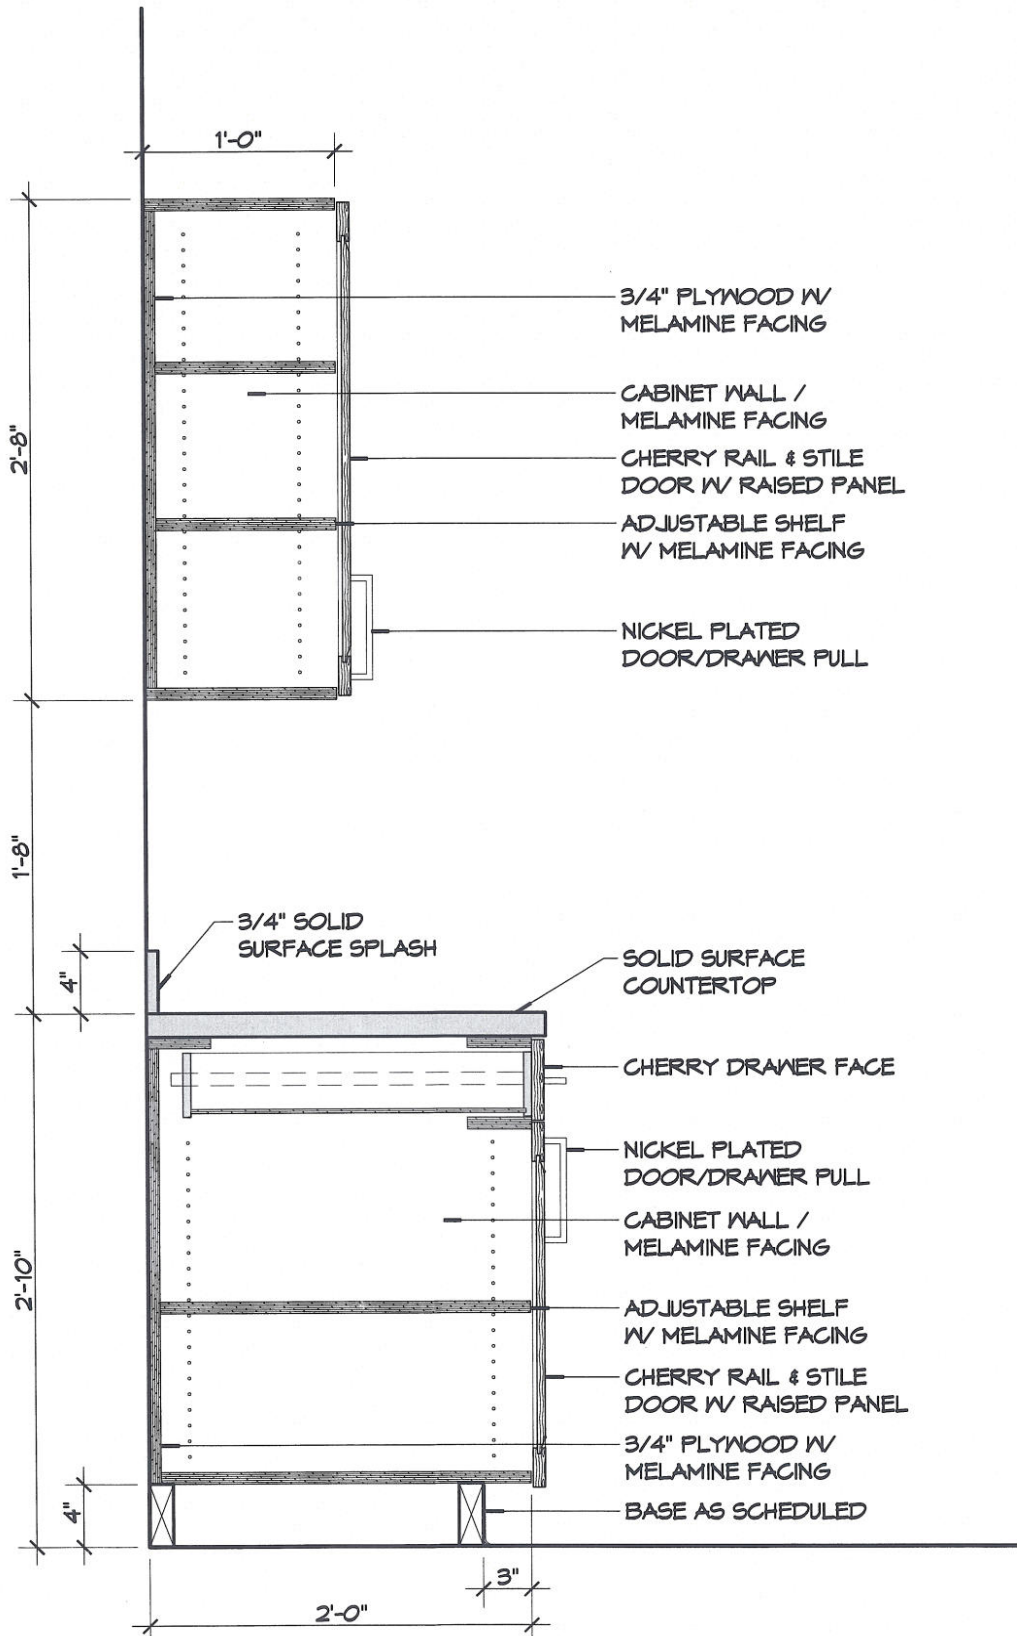 1'-0"
3/4" PLYWOOD W/
MELAMINE FACING
CABINET WALL /
MELAMINE FACING
2'-8"
CHERRY RAIL & STILE
DOOR W/ RAISED PANEL
ADJUSTABLE SHELF
W/ MELAMINE FACING
NICKEL PLATED
DOOR/DRAWER PULL
1'-8"
3/4" SOLID
SURFACE SPLASH
4"
SOLID SURFACE
COUNTERTOP
CHERRY DRAWER FACE
NICKEL PLATED
DOOR/DRAWER PULL
CABINET WALL /
MELAMINE FACING
2'-10"
ADJUSTABLE SHELF
W/ MELAMINE FACING
CHERRY RAIL & STILE
DOOR W/ RAISED PANEL
3/4" PLYWOOD W/
MELAMINE FACING
4"
BASE AS SCHEDULED
3"
2'-0"